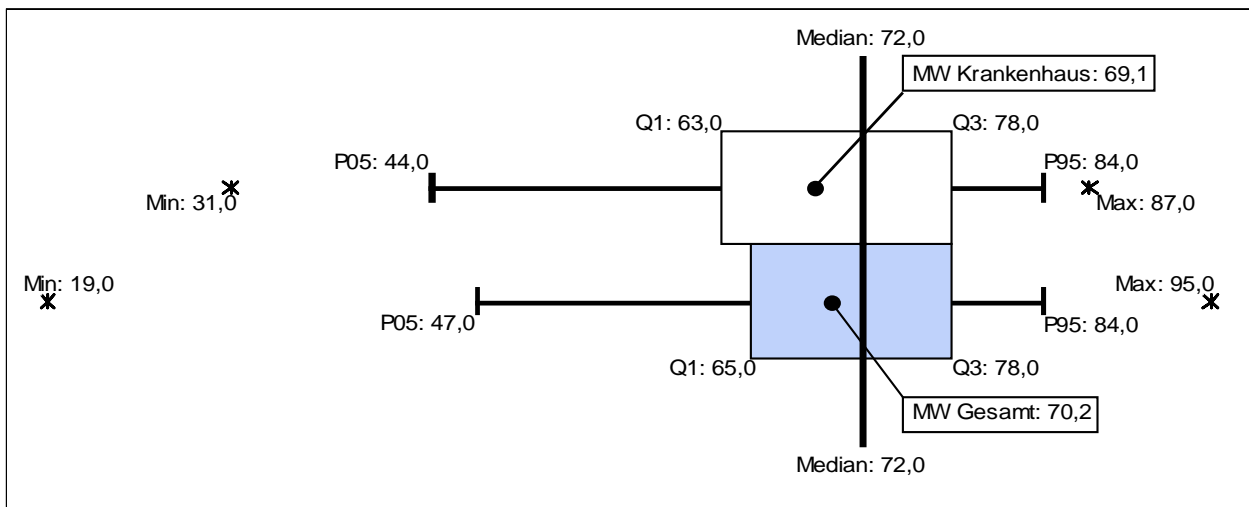 Median: 72,0
MW Krankenhaus: 69,1
Q1: 63,0
Q3: 78,0
P05: 44,0
P95: 84,0
Min: 31,0
Max: 87,0
Min: 19,0
Max: 95,0
P05: 47,0
P95: 84,0
Q1: 65,0
Q3: 78,0
MW Gesamt: 70,2
Median: 72,0